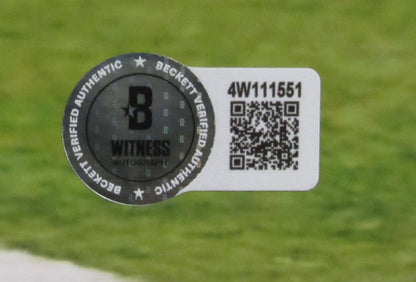 BECKETT VERIFIED AUTHENTIC
BECKETT VERIFIED AUTHENTIC
B
WITNESS
AUTOGRAPH
4W111551